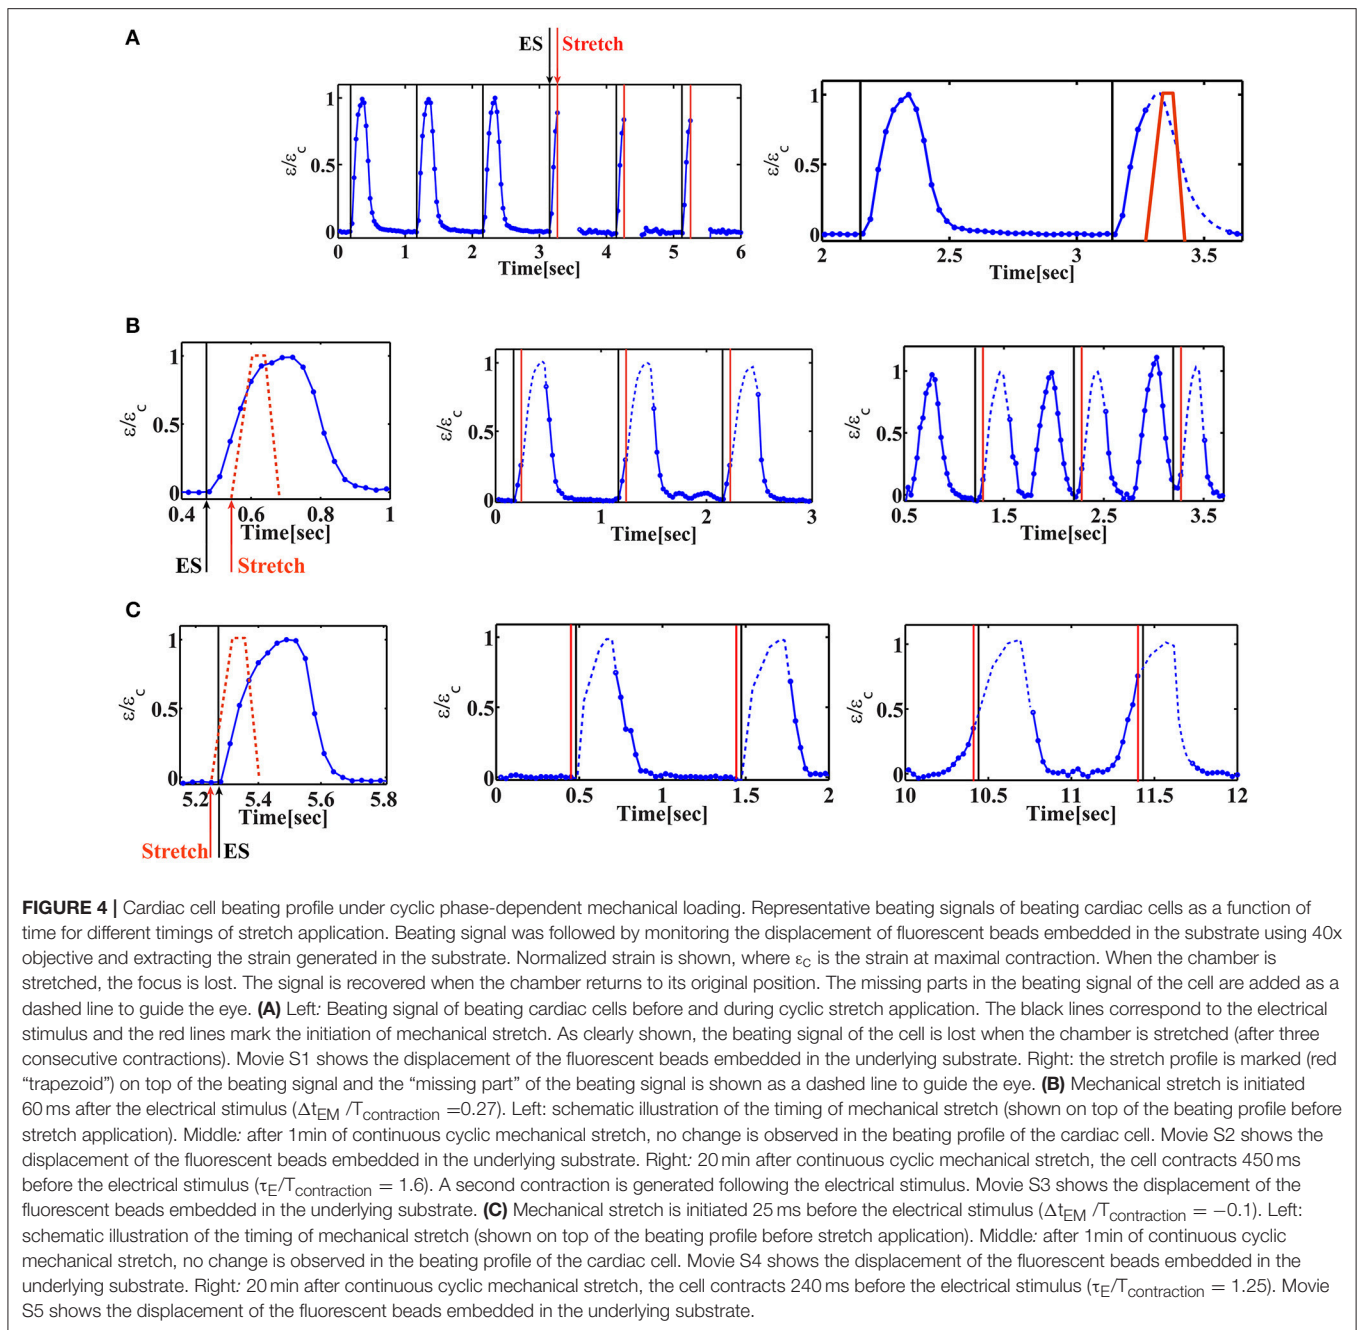 A
ES Stretch
1
0.5
0
ε/εc
0 1 2 3 4 5 6
Time[sec]
1
0.5
0
ε/εc
2 2.5 3 3.5
Time[sec]
B
1
0.5
0
ε/εc
0.4 0.6 0.8 1
Time[sec]
ES Stretch
1
0.5
0
ε/εc
0 1 2 3
Time[sec]
1
0.5
0
ε/εc
0.5 1.5 2.5 3.5
Time[sec]
C
1
0.5
0
ε/εc
5.2 5.4 5.6 5.8
Time[sec]
Stretch ES
1
0.5
0
ε/εc
0 0.5 1 1.5 2
Time[sec]
1
0.5
0
ε/εc
10 10.5 11 11.5 12
Time[sec]
FIGURE 4 | Cardiac cell beating profile under cyclic phase-dependent mechanical loading. Representative beating signals of beating cardiac cells as a function of
time for different timings of stretch application. Beating signal was followed by monitoring the displacement of fluorescent beads embedded in the substrate using 40x
objective and extracting the strain generated in the substrate. Normalized strain is shown, where εC is the strain at maximal contraction. When the chamber is
stretched, the focus is lost. The signal is recovered when the chamber returns to its original position. The missing parts in the beating signal of the cell are added as a
dashed line to guide the eye. (A) Left: Beating signal of beating cardiac cells before and during cyclic stretch application. The black lines correspond to the electrical
stimulus and the red lines mark the initiation of mechanical stretch. As clearly shown, the beating signal of the cell is lost when the chamber is stretched (after three
consecutive contractions). Movie S1 shows the displacement of the fluorescent beads embedded in the underlying substrate. Right: the stretch profile is marked (red
“trapezoid”) on top of the beating signal and the “missing part” of the beating signal is shown as a dashed line to guide the eye. (B) Mechanical stretch is initiated
60 ms after the electrical stimulus (ΔtEM /Tcontraction =0.27). Left: schematic illustration of the timing of mechanical stretch (shown on top of the beating profile before
stretch application). Middle: after 1min of continuous cyclic mechanical stretch, no change is observed in the beating profile of the cardiac cell. Movie S2 shows the
displacement of the fluorescent beads embedded in the underlying substrate. Right: 20 min after continuous cyclic mechanical stretch, the cell contracts 450 ms
before the electrical stimulus (τE/Tcontraction = 1.6). A second contraction is generated following the electrical stimulus. Movie S3 shows the displacement of the
fluorescent beads embedded in the underlying substrate. (C) Mechanical stretch is initiated 25 ms before the electrical stimulus (ΔtEM /Tcontraction = −0.1). Left:
schematic illustration of the timing of mechanical stretch (shown on top of the beating profile before stretch application). Middle: after 1min of continuous cyclic
mechanical stretch, no change is observed in the beating profile of the cardiac cell. Movie S4 shows the displacement of the fluorescent beads embedded in the
underlying substrate. Right: 20 min after continuous cyclic mechanical stretch, the cell contracts 240 ms before the electrical stimulus (τE/Tcontraction = 1.25). Movie
S5 shows the displacement of the fluorescent beads embedded in the underlying substrate.